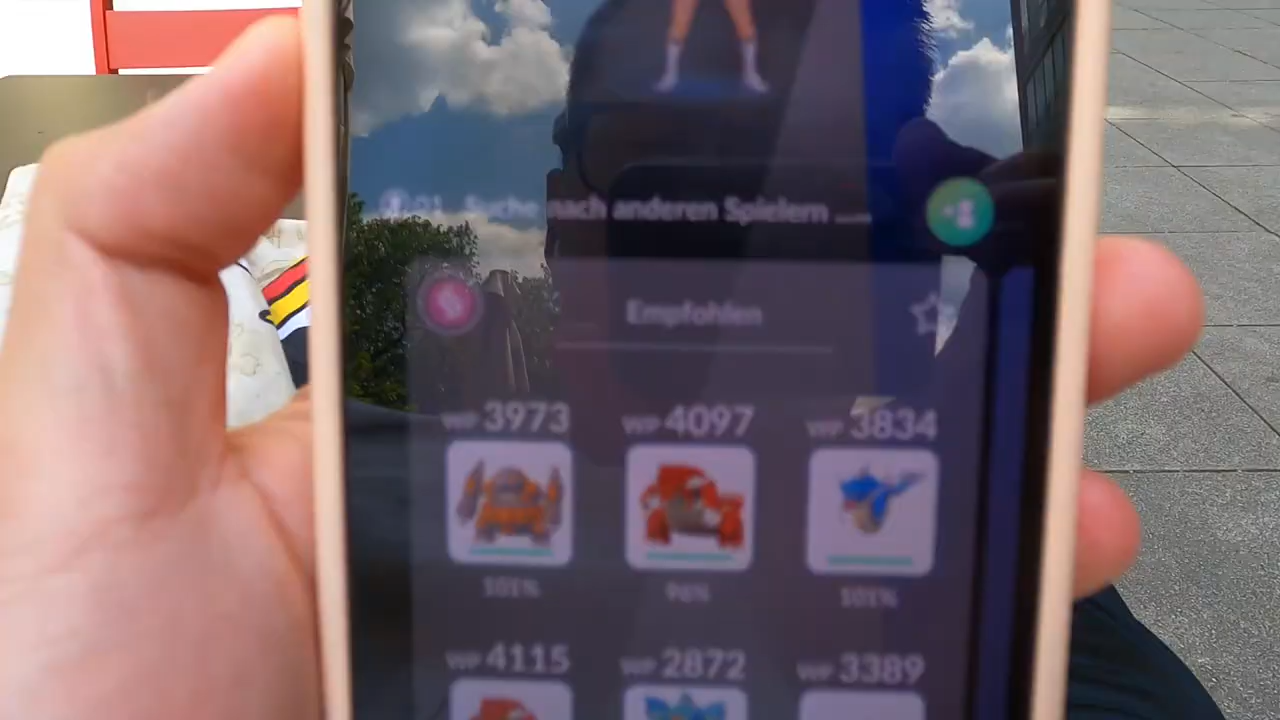 Suche nach anderen Spielern ......
Empfohlen
WP 3973 WP 4097 WP 3834
101% 96% 101%
WP 4115 WP 2872 WP 3389